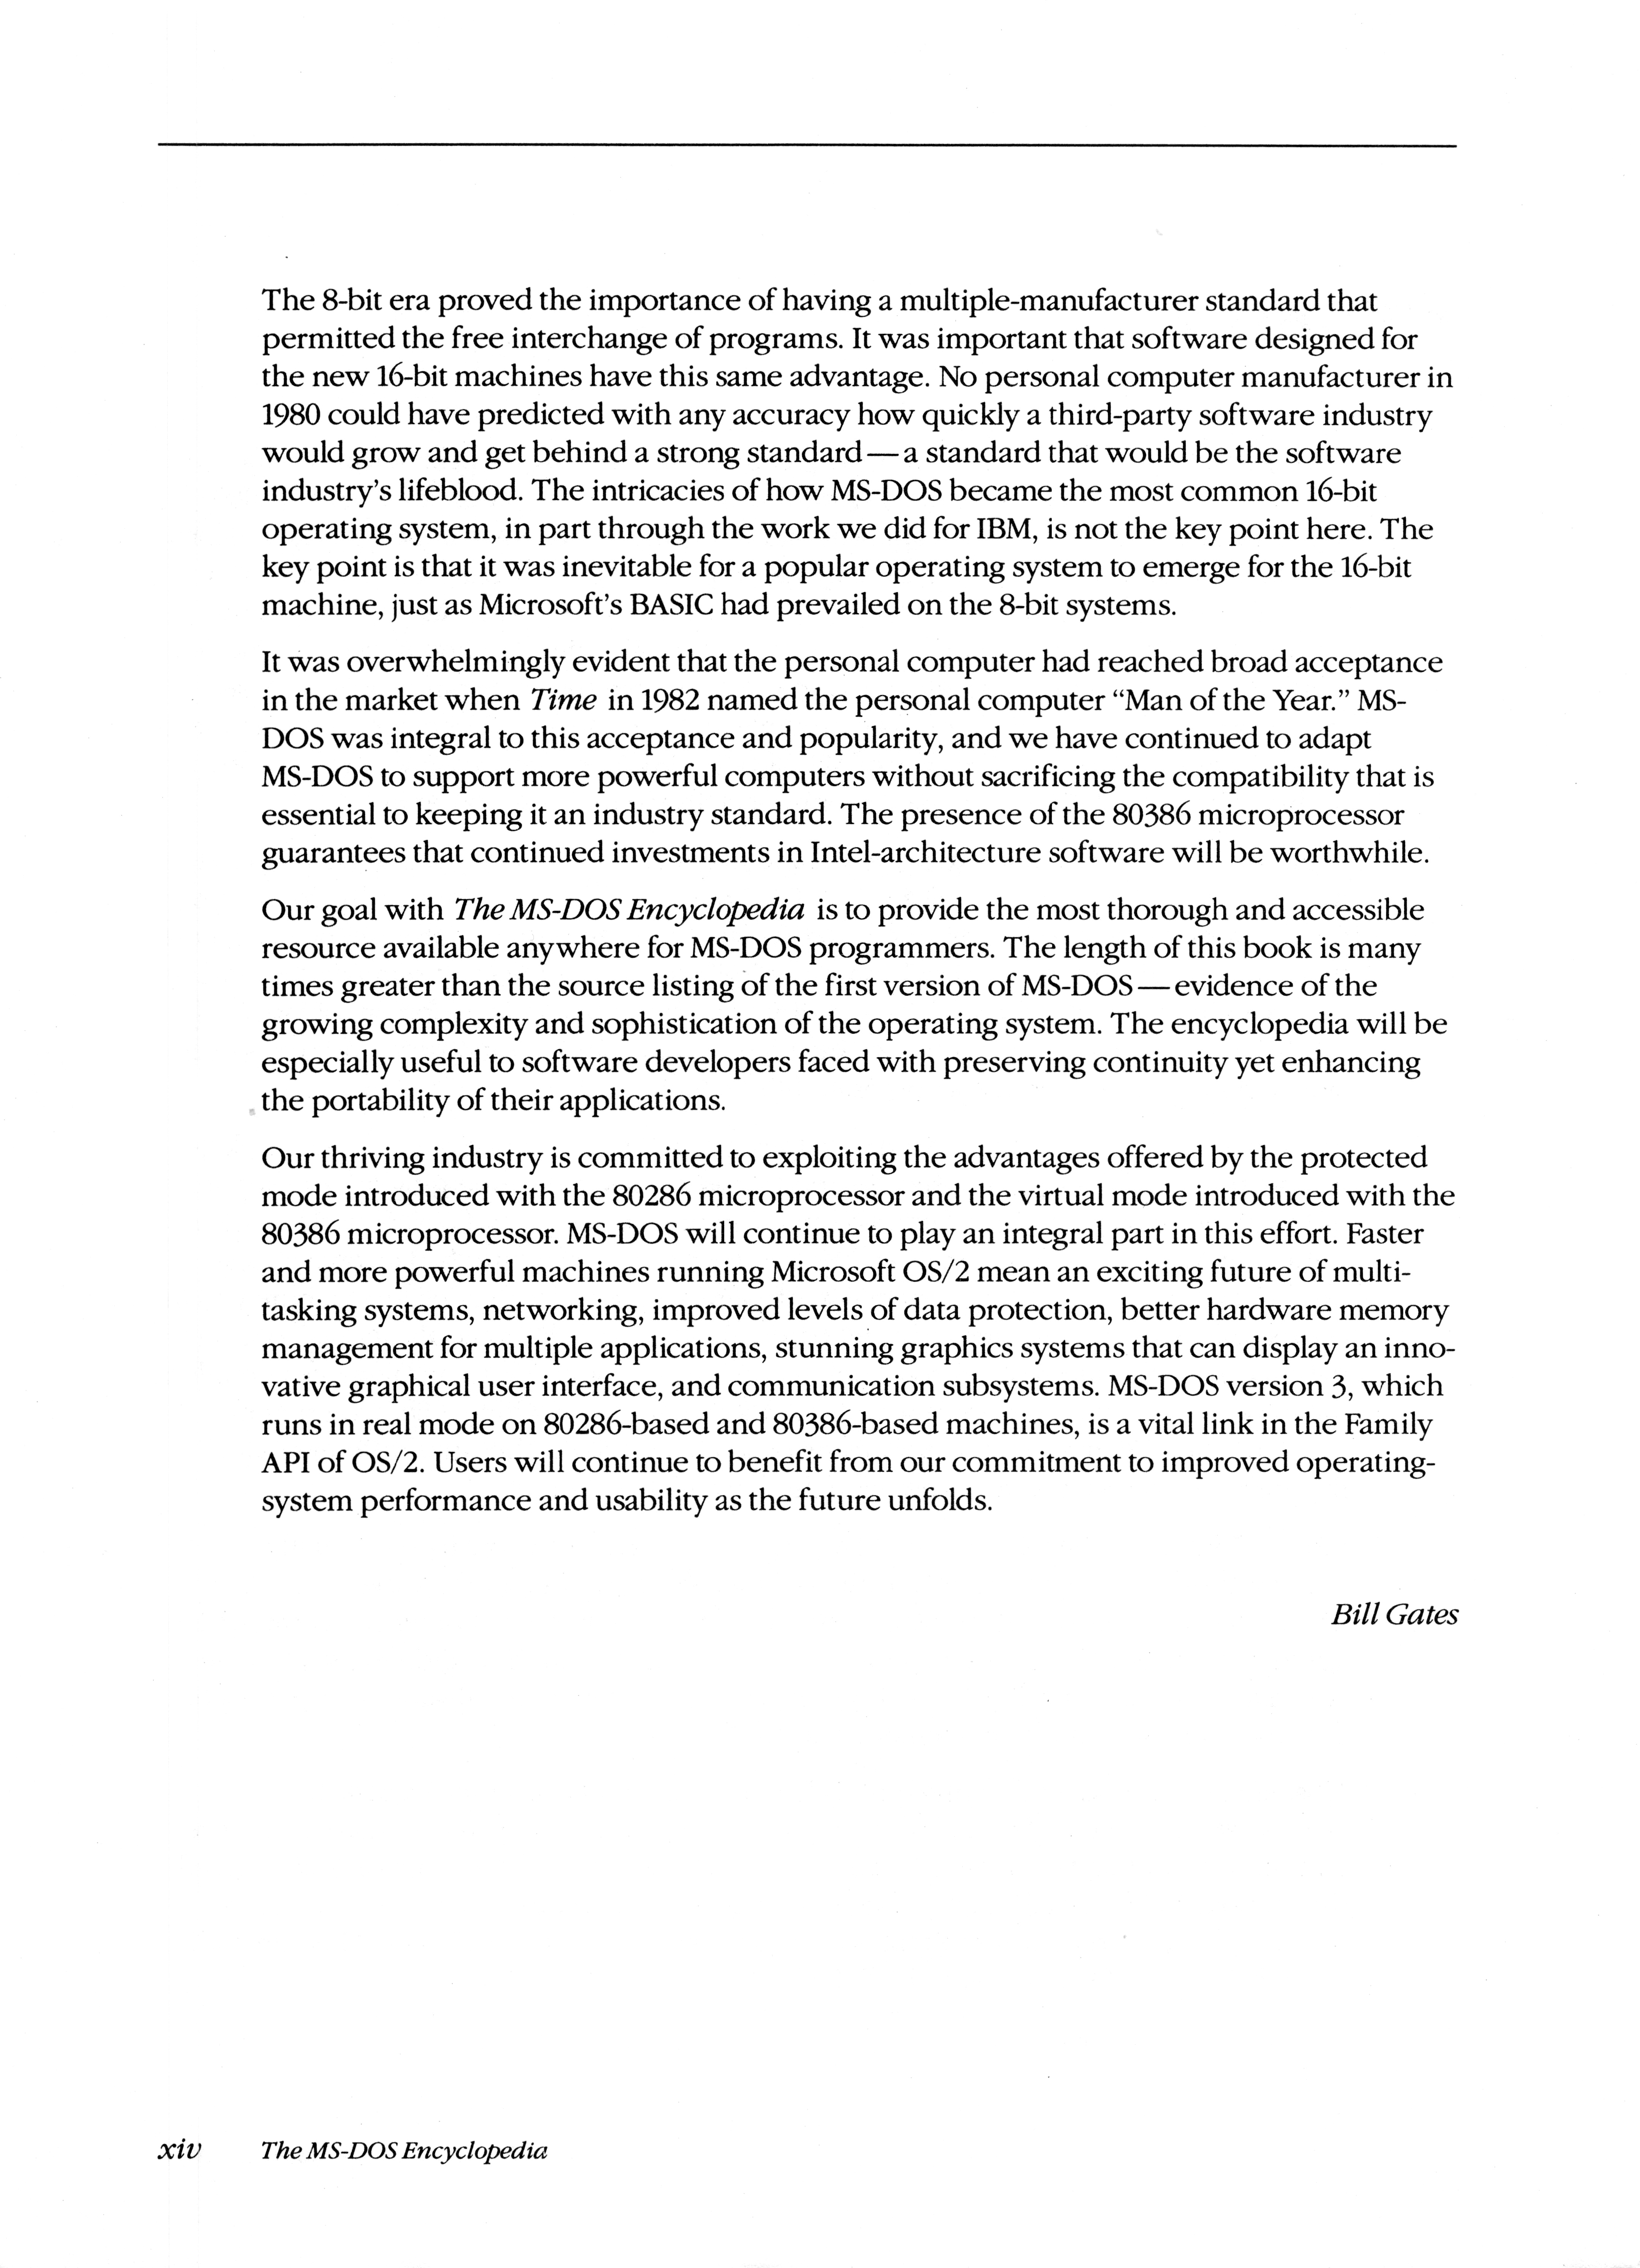 The 8-bit era proved the importance of having a multiple-manufacturer standard that
permitted the free interchange of programs. It was important that software designed for
the new 16-bit machines have this same advantage. No personal computer manufacturer in
1980 could have predicted with any accuracy how quickly a third-party software industry
would grow and get behind a strong standard — a standard that would be the software
industry's lifeblood. The intricacies of how MS-DOS became the most common 16-bit
operating system, in part through the work we did for IBM, is not the key point here. The
key point is that it was inevitable for a popular operating system to emerge for the 16-bit
machine, just as Microsoft's BASIC had prevailed on the 8-bit systems.
It was overwhelmingly evident that the personal computer had reached broad acceptance
in the market when Time in 1982 named the personal computer “Man of the Year.” MS-
DOS was integral to this acceptance and popularity, and we have continued to adapt
MS-DOS to support more powerful computers without sacrificing the compatibility that is
essential to keeping it an industry standard. The presence of the 80386 microprocessor
guarantees that continued investments in Intel-architecture software will be worthwhile.
Our goal with The MS-DOS Encyclopedia is to provide the most thorough and accessible
resource available anywhere for MS-DOS programmers. The length of this book is many
times greater than the source listing of the first version of MS-DOS — evidence of the
growing complexity and sophistication of the operating system. The encyclopedia will be
especially useful to software developers faced with preserving continuity yet enhancing
the portability of their applications.
Our thriving industry is committed to exploiting the advantages offered by the protected
mode introduced with the 80286 microprocessor and the virtual mode introduced with the
80386 microprocessor. MS-DOS will continue to play an integral part in this effort. Faster
and more powerful machines running Microsoft OS/2 mean an exciting future of multi-
tasking systems, networking, improved levels of data protection, better hardware memory
management for multiple applications, stunning graphics systems that can display an inno-
vative graphical user interface, and communication subsystems. MS-DOS version 3, which
runs in real mode on 80286-based and 80386-based machines, is a vital link in the Family
API of OS/2. Users will continue to benefit from our commitment to improved operating-
system performance and usability as the future unfolds.
Bill Gates
xiv The MS-DOS Encyclopedia